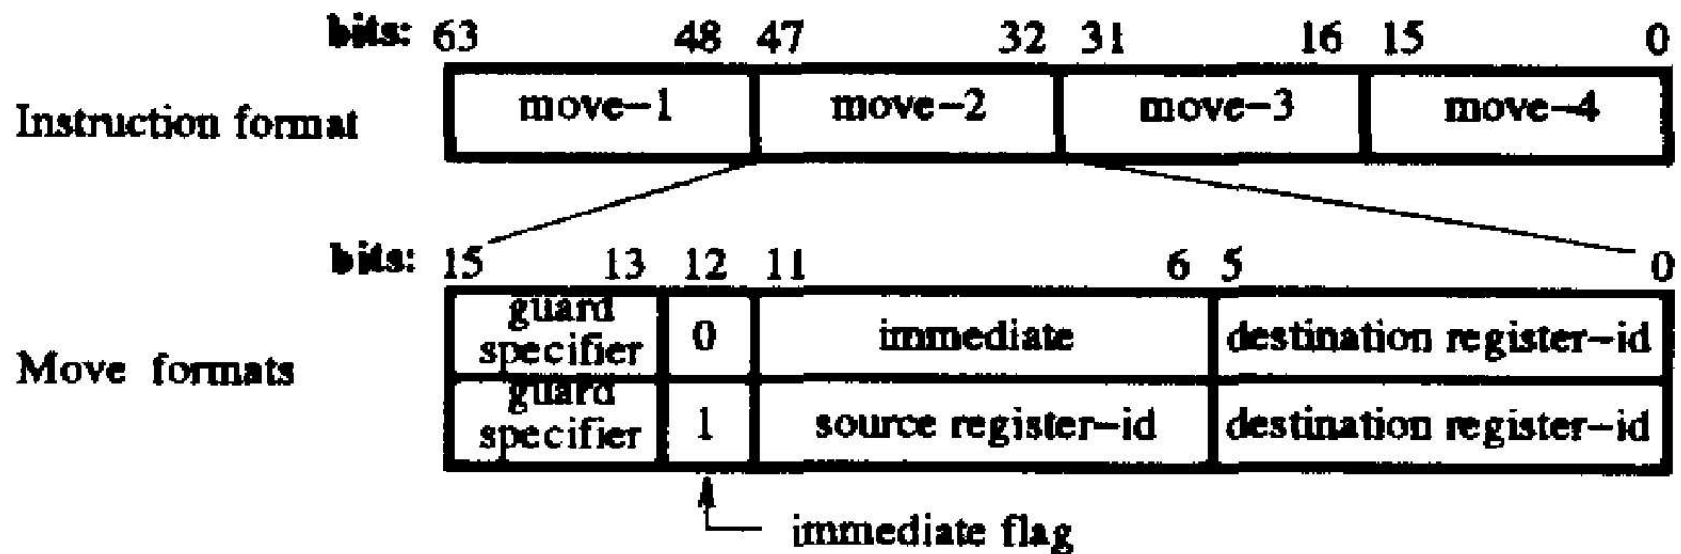 bits: 63 48 47 32 31 16 15 0
Instruction format move-1 move-2 move-3 move-4
bits: 15 13 12 11 6 5 0
Move formats
guard specifier 0 immediate destination register-id
guard specifier 1 source register-id destination register-id
immediate flag